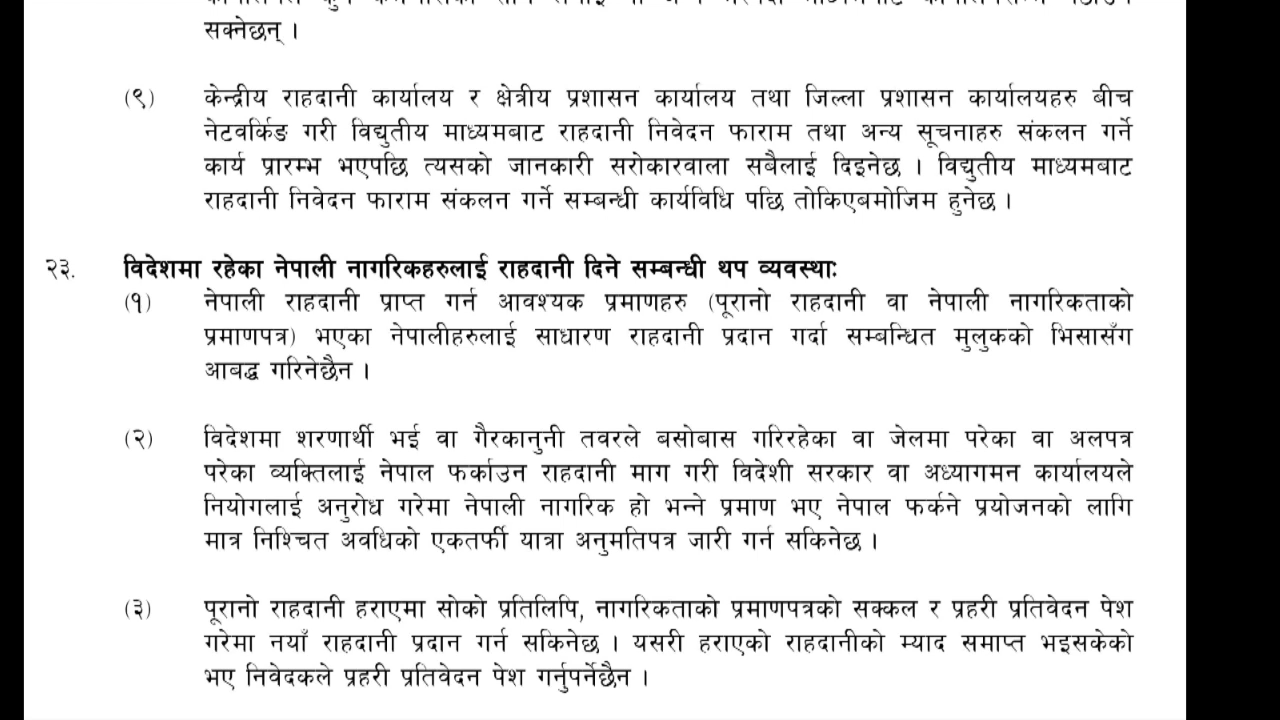 सक्नेछन् ।
(९) केन्द्रीय राहदानी कार्यालय र क्षेत्रीय प्रशासन कार्यालय तथा जिल्ला प्रशासन कार्यालयहरु बीच
नेटवर्किङ गरी विद्युतीय माध्यमबाट राहदानी निवेदन फाराम तथा अन्य सूचनाहरु संकलन गर्ने
कार्य प्रारम्भ भएपछि त्यसको जानकारी सरोकारवाला सबैलाई दिइनेछ । विद्युतीय माध्यमबाट
राहदानी निवेदन फाराम संकलन गर्ने सम्बन्धी कार्यविधि पछि तोकिएबमोजिम हुनेछ ।
२३. विदेशमा रहेका नेपाली नागरिकहरुलाई राहदानी दिने सम्बन्धी थप व्यवस्थाः
(१) नेपाली राहदानी प्राप्त गर्न आवश्यक प्रमाणहरु (पूरानो राहदानी वा नेपाली नागरिकताको
प्रमाणपत्र) भएका नेपालीहरुलाई साधारण राहदानी प्रदान गर्दा सम्बन्धित मुलुकको भिसासँग
आबद्ध गरिनेछैन ।
(२) विदेशमा शरणार्थी भई वा गैरकानुनी तवरले बसोबास गरिरहेका वा जेलमा परेका वा अलपत्र
परेका व्यक्तिलाई नेपाल फर्काउन राहदानी माग गरी विदेशी सरकार वा अध्यागमन कार्यालयले
नियोगलाई अनुरोध गरेमा नेपाली नागरिक हो भन्ने प्रमाण भए नेपाल फर्कने प्रयोजनको लागि
मात्र निश्चित अवधिको एकतर्फी यात्रा अनुमतिपत्र जारी गर्न सकिनेछ ।
(३) पूरानो राहदानी हराएमा सोको प्रतिलिपि, नागरिकताको प्रमाणपत्रको सक्कल र प्रहरी प्रतिवेदन पेश
गरेमा नयाँ राहदानी प्रदान गर्न सकिनेछ । यसरी हराएको राहदानीको म्याद समाप्त भइसकेको
भए निवेदकले प्रहरी प्रतिवेदन पेश गर्नुपर्नेछैन ।